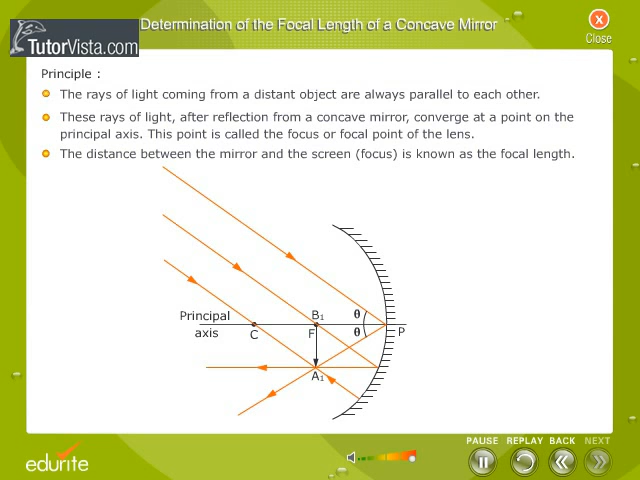 Determination of the Focal Length of a Concave Mirror
TutorVista.com
Close
Principle :
The rays of light coming from a distant object are always parallel to each other.
These rays of light, after reflection from a concave mirror, converge at a point on the
principal axis. This point is called the focus or focal point of the lens.
The distance between the mirror and the screen (focus) is known as the focal length.
Principal
axis
C
B₁
F
θ
θ
P
A₁
edurite
PAUSE REPLAY BACK NEXT